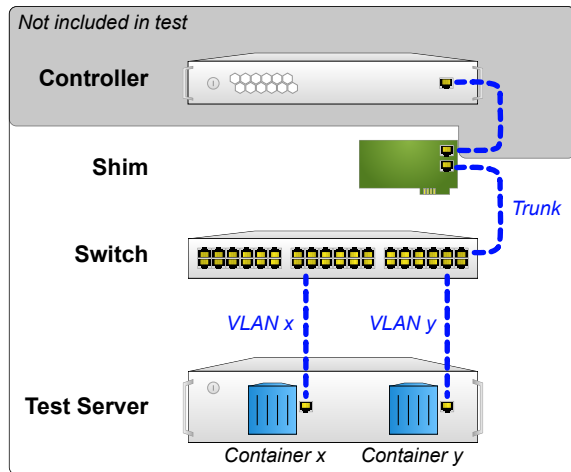 Not included in test
Controller
Shim
Trunk
Switch
VLAN x
VLAN y
Test Server
Container x
Container y